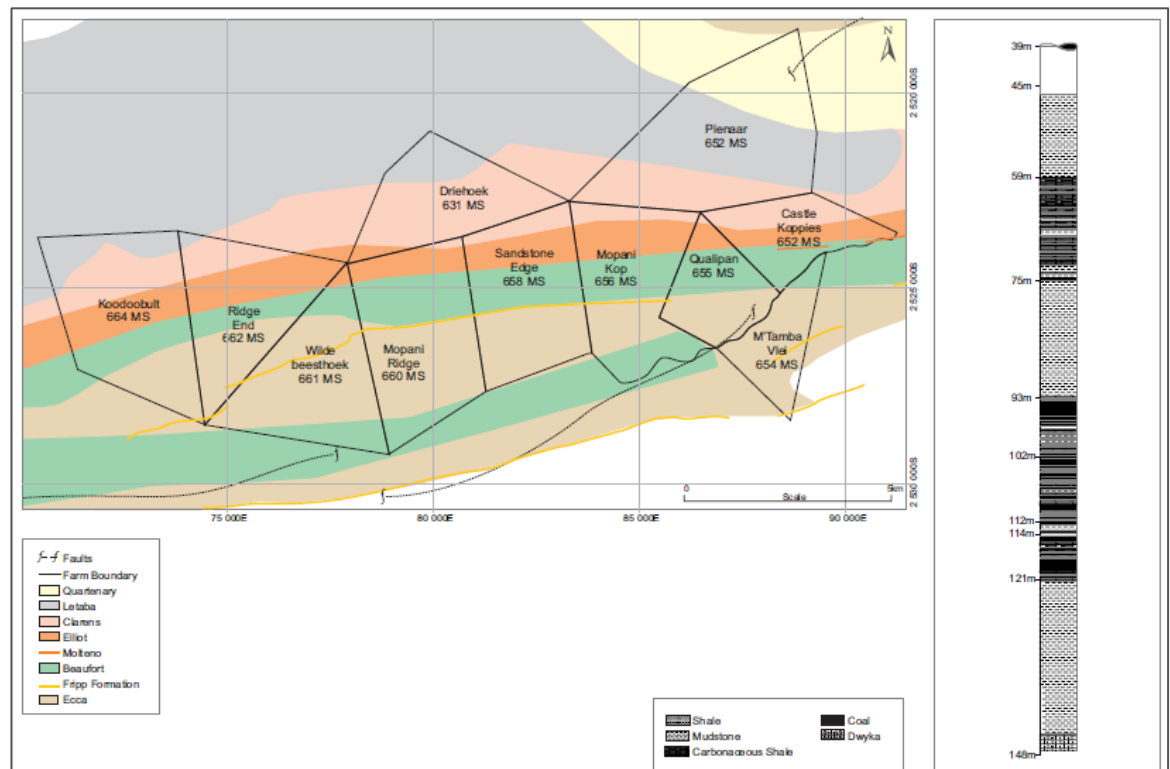 N
2 520 000S
Pienaar
652 MS
Driehoek
631 MS
Castle
Koppies
652 MS
Sandstone
Edge
658 MS
Mopani
Kop
656 MS
Qualipan
655 MS
2 525 000S
Koodoobult
664 MS
Ridge
End
662 MS
Wilde
beesthoek
661 MS
Mopani
Ridge
660 MS
M'Tamba
Vlei
654 MS
0
5km
Scale
2 530 000S
75 000E
80 000E
85 000E
90 000E
Faults
Farm Boundary
Quartenary
Letaba
Clarens
Elliot
Molteno
Beaufort
Fripp Formation
Ecca
Shale
Mudstone
Carbonaceous Shale
Coal
Dwyka
39m
45m
59m
75m
93m
102m
112m
114m
121m
148m